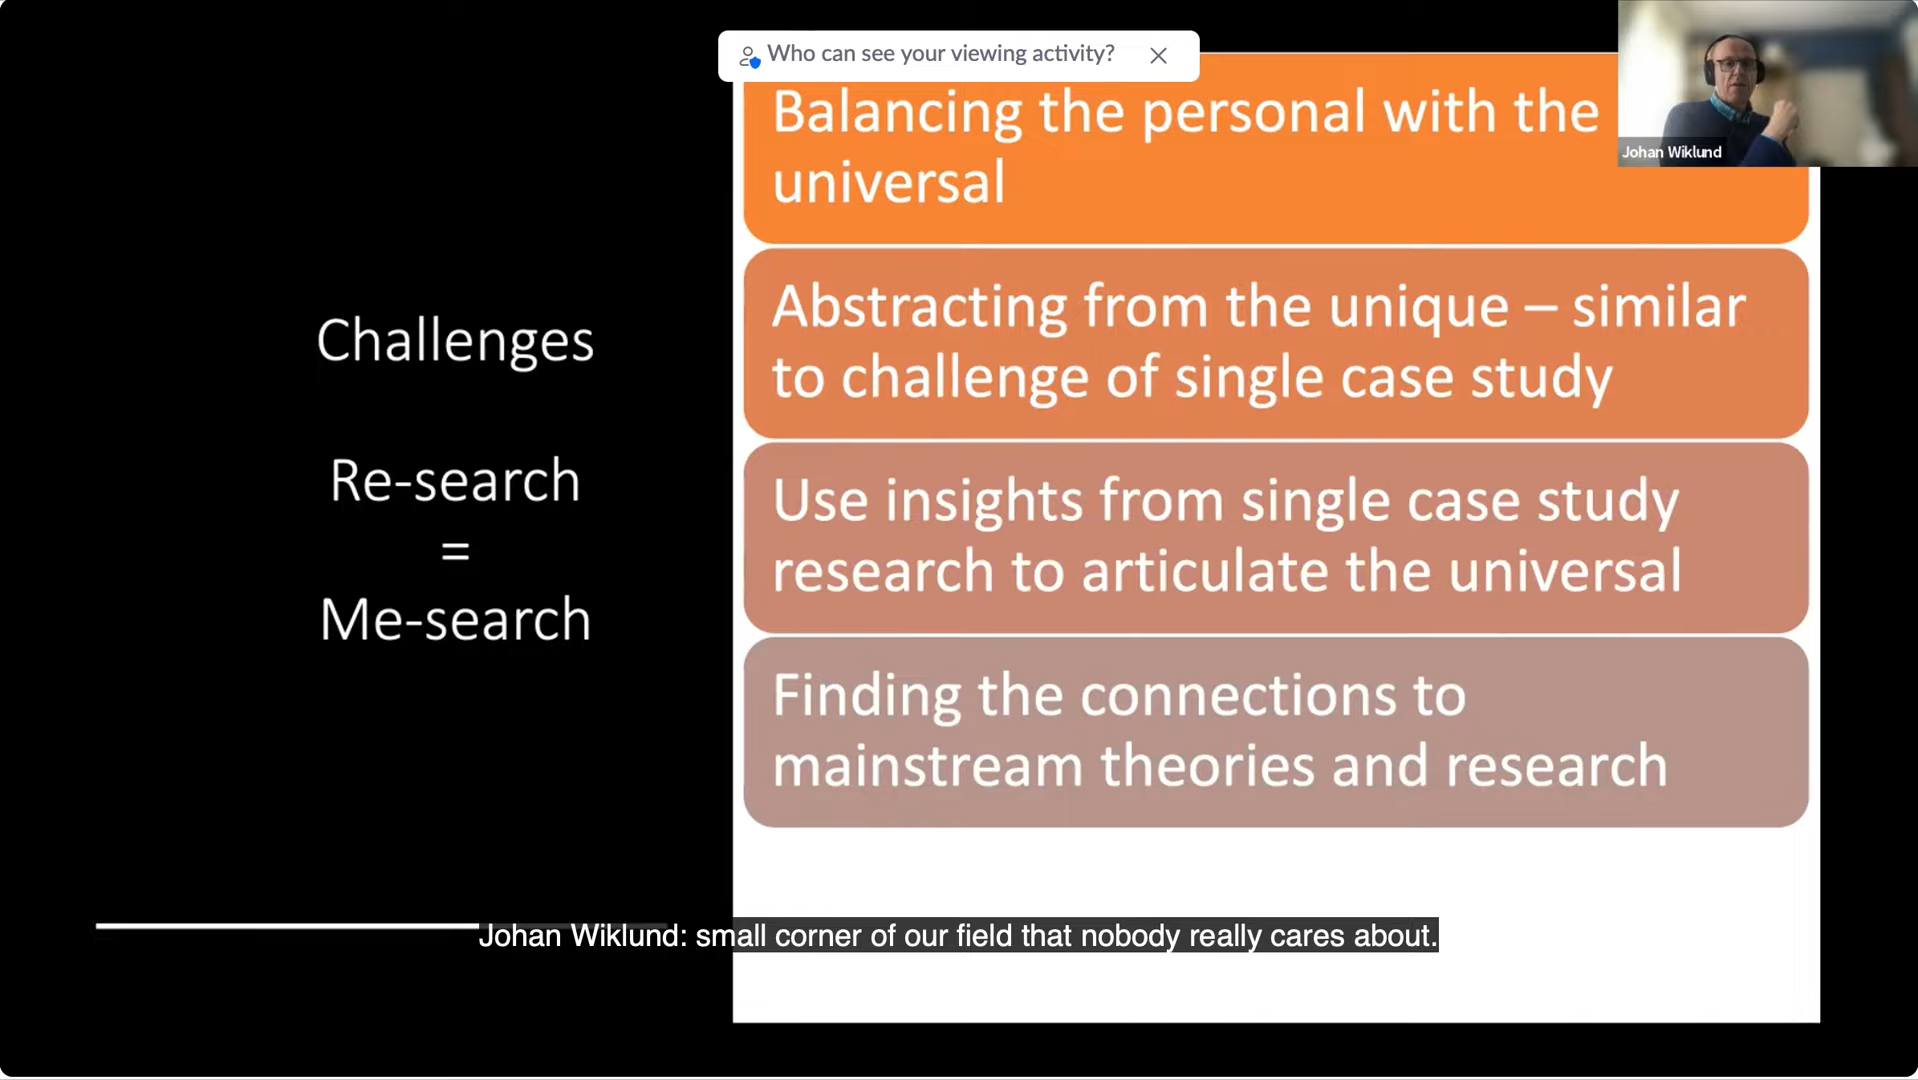 Who can see your viewing activity?
Johan Wiklund
Challenges
Re-search
=
Me-search
Balancing the personal with the
universal
Abstracting from the unique – similar
to challenge of single case study
Use insights from single case study
research to articulate the universal
Finding the connections to
mainstream theories and research
Johan Wiklund: small corner of our field that nobody really cares about.